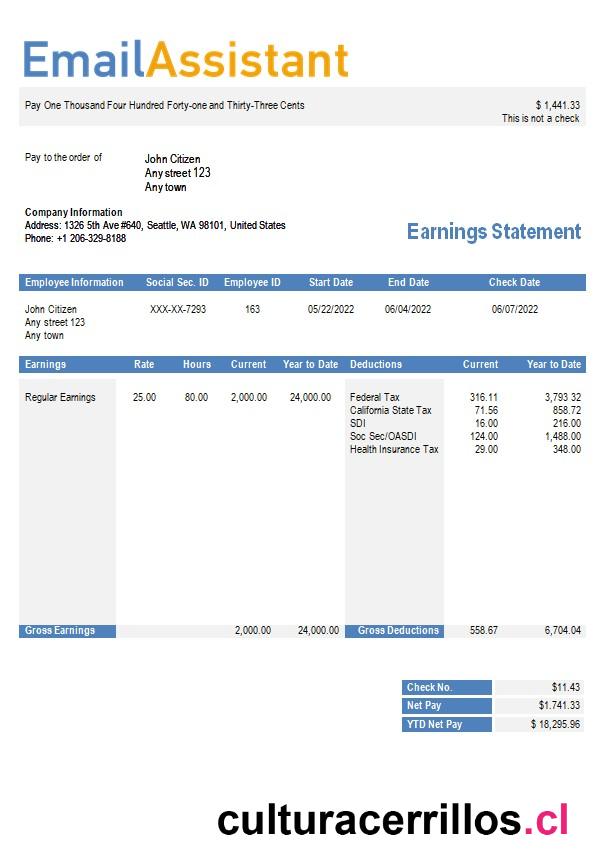 EmailAssistant
Pay One Thousand Four Hundred Forty-one and Thirty-Three Cents $ 1,441.33
This is not a check
Pay to the order of John Citizen
Any street 123
Any town
Company Information
Address: 1326 5th Ave #640, Seattle, WA 98101, United States
Phone: +1 206-329-8188
Earnings Statement
Employee Information Social Sec. ID Employee ID Start Date End Date Check Date
John Citizen XXX-XX-7293 163 05/22/2022 06/04/2022 06/07/2022
Any street 123
Any town
Earnings Rate Hours Current Year to Date Deductions Current Year to Date
Regular Earnings 25.00 80.00 2,000.00 24,000.00 Federal Tax 316.11 3,793 32
California State Tax 71.56 858.72
SDI 16.00 216.00
Soc Sec/OASDI 124.00 1,488.00
Health Insurance Tax 29.00 348.00
Gross Earnings 2,000.00 24,000.00 Gross Deductions 558.67 6,704.04
Check No. $11.43
Net Pay $1.741.33
YTD Net Pay $ 18,295.96
culturacerrillos.cl